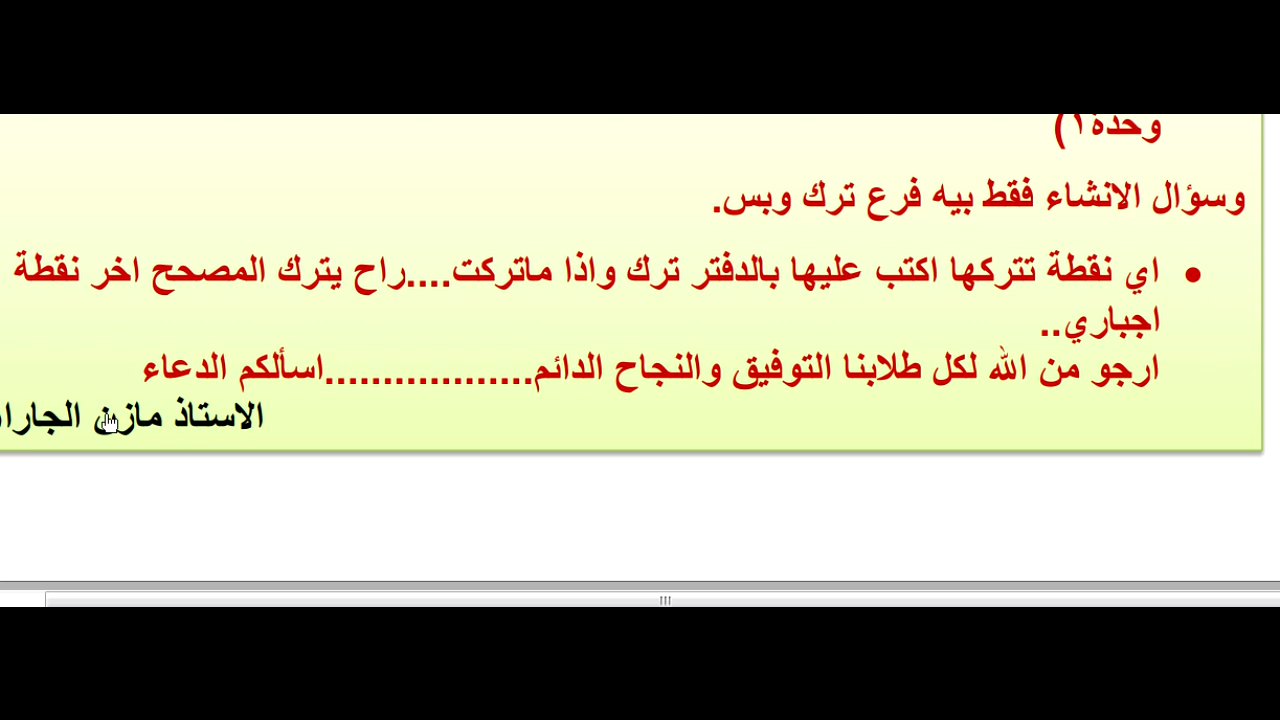 وحدة١)
وسؤال الانشاء فقط بيه فرع ترك وبس.
• اي نقطة تتركها اكتب عليها بالدفتر ترك واذا ماتركت....راح يترك المصحح اخر نقطة
اجباري..
ارجو من الله لكل طلابنا التوفيق والنجاح الدائم..................اسألكم الدعاء
الاستاذ مازن